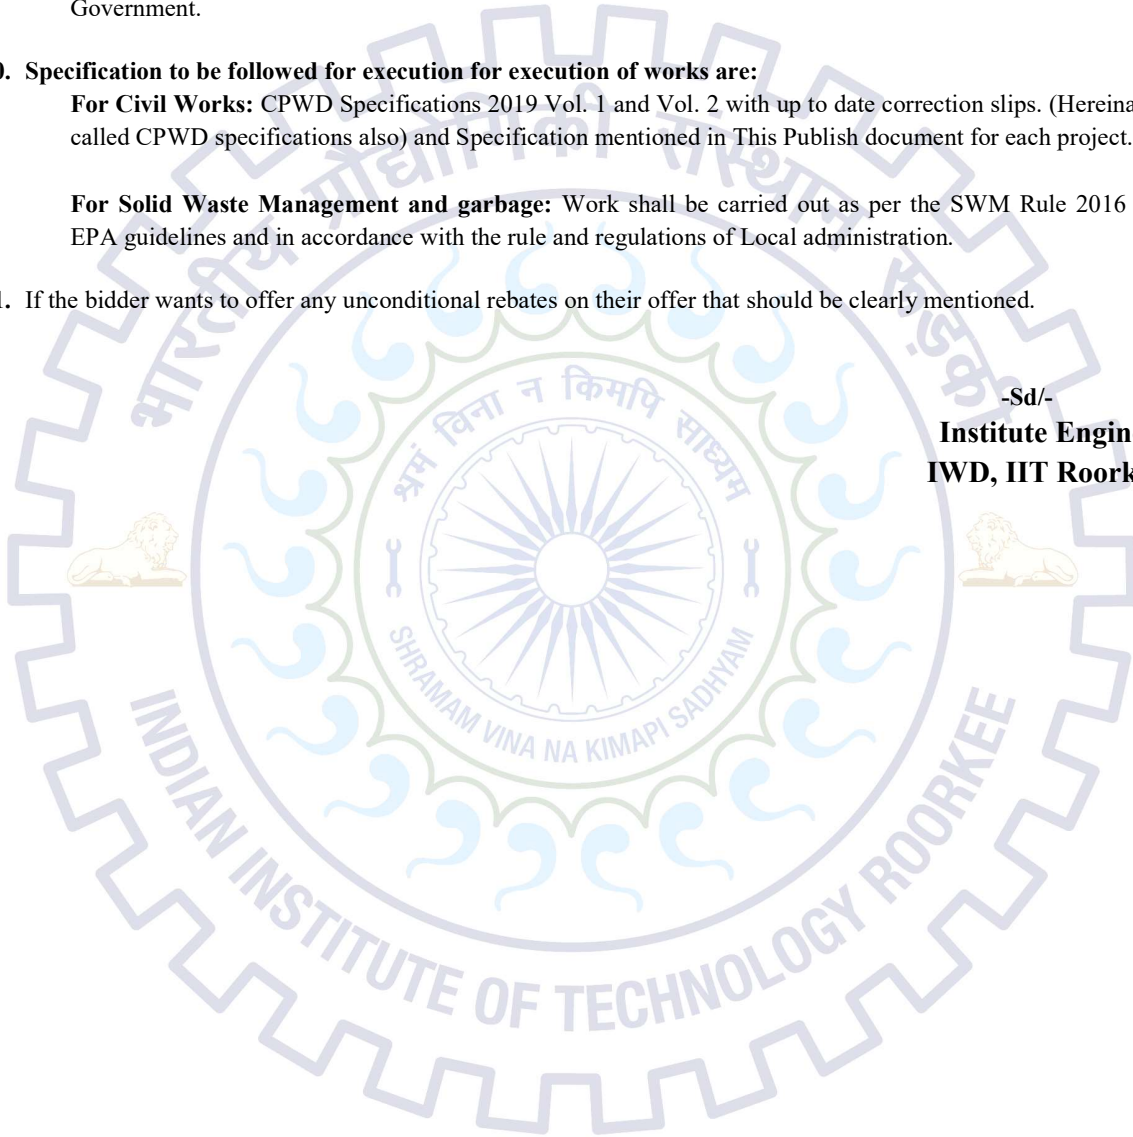 Government.
0. Specification to be followed for execution for execution of works are:
For Civil Works: CPWD Specifications 2019 Vol. 1 and Vol. 2 with up to date correction slips. (Hereina
called CPWD specifications also) and Specification mentioned in This Publish document for each project.
For Solid Waste Management and garbage: Work shall be carried out as per the SWM Rule 2016
EPA guidelines and in accordance with the rule and regulations of Local administration.
1. If the bidder wants to offer any unconditional rebates on their offer that should be clearly mentioned.
-Sd/-
Institute Engin
IWD, IIT Roork
भारतीय प्रौद्योगिकी संस्थान रुड़की
श्रमं विना न किमपि साध्यम
SHRAMAM VINA NA KIMAPI SADHYAM
INDIAN INSTITUTE OF TECHNOLOGY ROORKEE